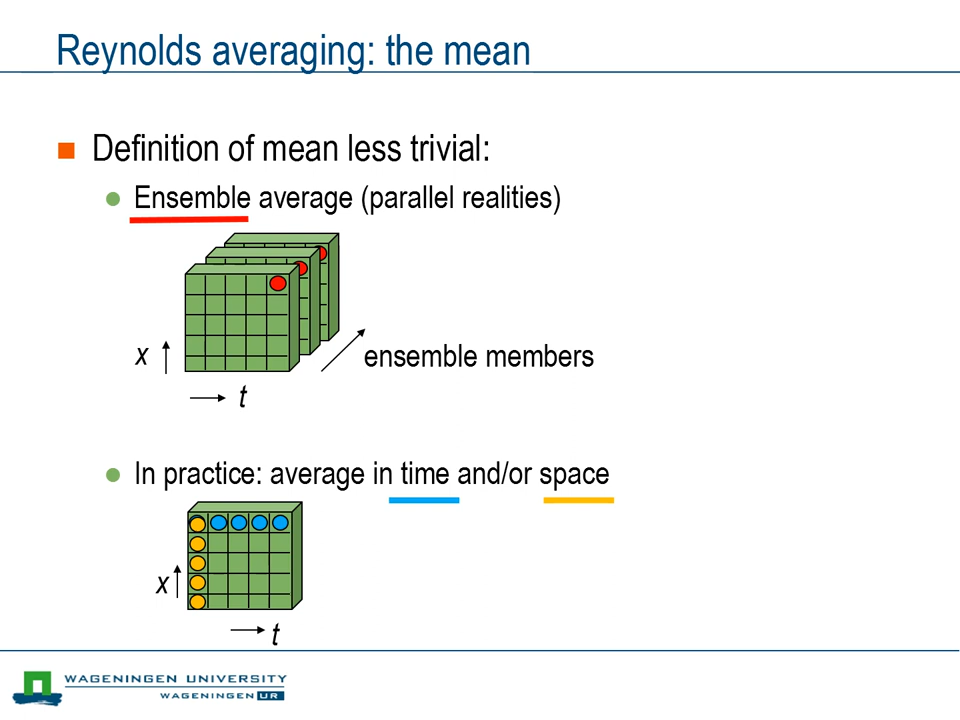 Reynolds averaging: the mean
Definition of mean less trivial:
Ensemble average (parallel realities)
x
ensemble members
t
In practice: average in time and/or space
x
t
WAGENINGEN UNIVERSITY
WAGENINGEN UR